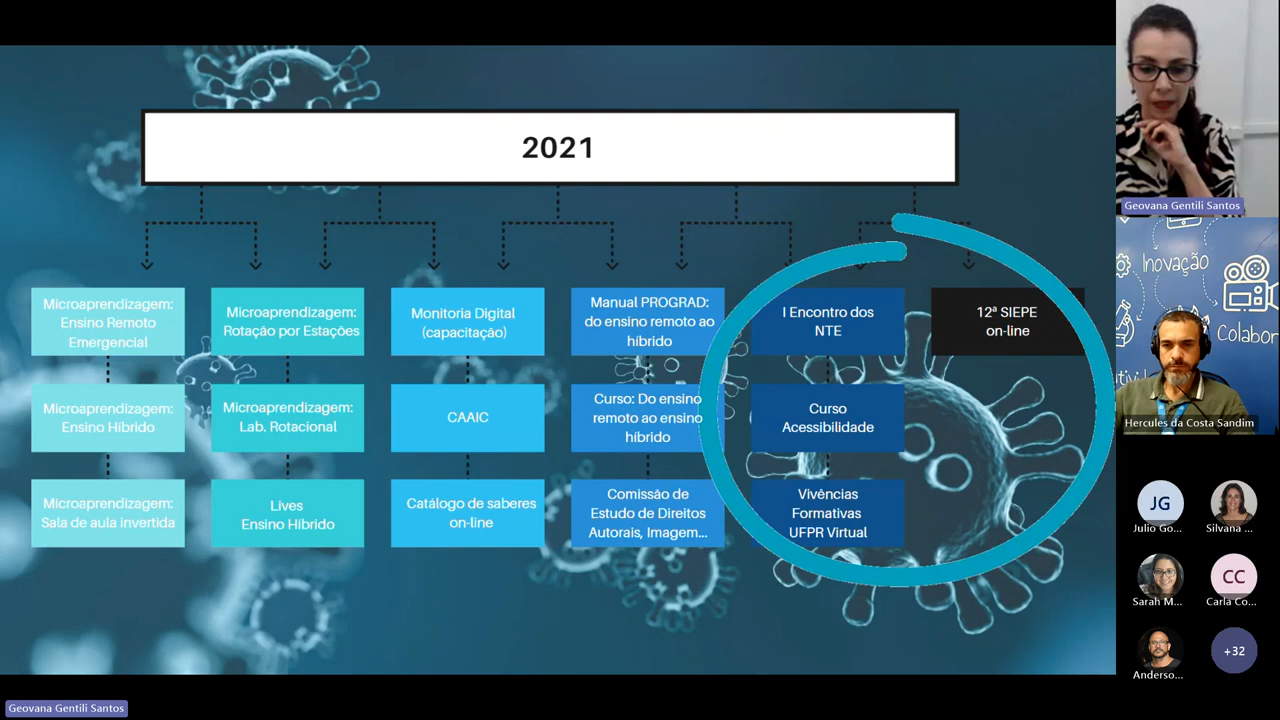 2021
Microaprendizagem:
Ensino Remoto
Emergencial
Microaprendizagem:
Rotação por Estações
Monitoria Digital
(capacitação)
Manual PROGRAD:
do ensino remoto ao
híbrido
I Encontro dos
NTE
12ª SIEPE
on-line
Microaprendizagem:
Ensino Híbrido
Microaprendizagem:
Lab. Rotacional
CAAIC
Curso: Do ensino
remoto ao ensino
híbrido
Curso
Acessibilidade
Microaprendizagem:
Sala de aula invertida
Lives
Ensino Híbrido
Catálogo de saberes
on-line
Comissão de
Estudo de Direitos
Autorais, Imagem...
Vivências
Formativas
UFPR Virtual
Geovana Gentili Santos
Inovação
Colabor
Hercules da Costa Sandim
JG
Julio Go...
Silvana ...
Sarah M...
CC
Carla Co...
Anderso...
+32
Geovana Gentili Santos